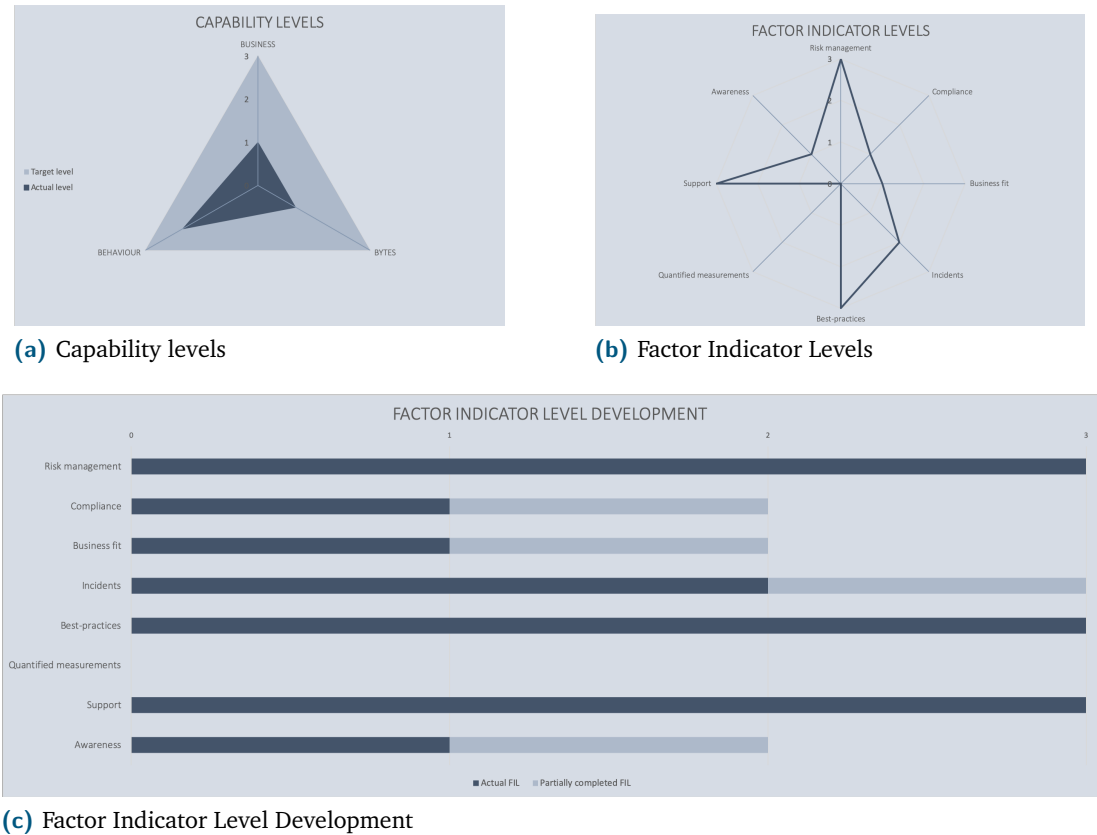 CAPABILITY LEVELS
BUSINESS
3
2
1
Target level
Actual level
BEHAVIOUR
BYTES
(a) Capability levels
FACTOR INDICATOR LEVELS
Risk management
3
Awareness
Compliance
2
1
Support
0
Business fit
Quantified measurements
Incidents
Best-practices
(b) Factor Indicator Levels
FACTOR INDICATOR LEVEL DEVELOPMENT
0 1 2 3
Risk management
Compliance
Business fit
Incidents
Best-practices
Quantified measurements
Support
Awareness
Actual FIL Partially completed FIL
(c) Factor Indicator Level Development